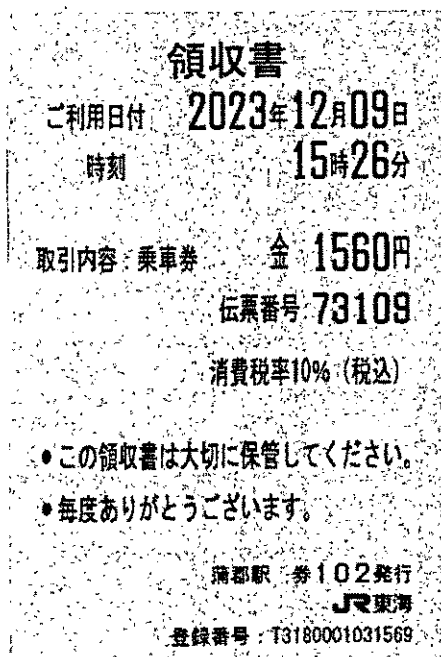 領収書
ご利用日付 2023年12月09日
時刻 15時26分
取引内容:乗車券 金 1560円
伝票番号 73109
消費税率10%(税込)
•この領収書は大切に保管してください。
•毎度ありがとうございます。
蒲郡駅 券102発行
JR東海
登録番号:T3180001031569